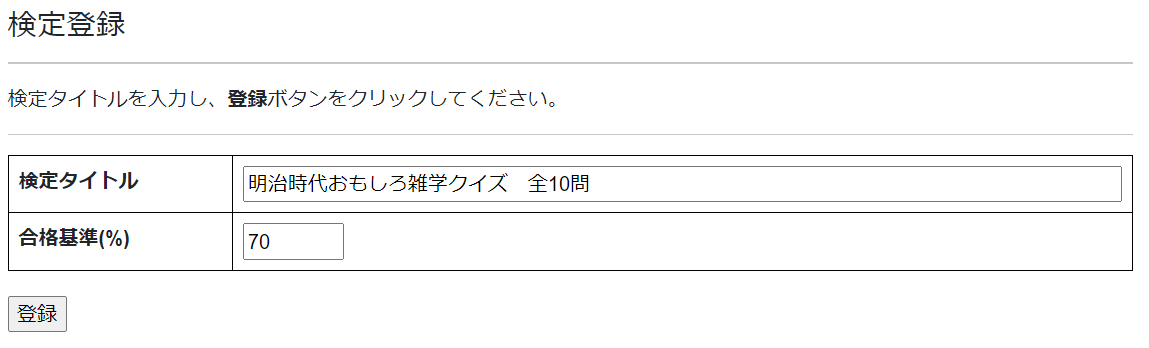 検定登録
検定タイトルを入力し、登録ボタンをクリックしてください。
検定タイトル
明治時代おもしろ雑学クイズ　全10問
合格基準(%)
70
登録